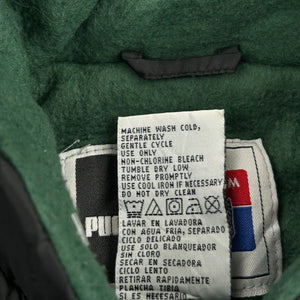 MACHINE WASH COLD,
SEPARATELY
GENTLE CYCLE
USE ONLY
NON-CHLORINE BLEACH
TUMBLE DRY LOW
REMOVE PROMPTLY
USE COOL IRON IF NECESSARY
DO NOT DRY CLEAN
PU
LAVAR EN LAVADORA
CON AGUA FRIA, SEPARADO
CICLO DELICADO
USE SOLO BLANQUEADOR
SIN CLORO
SECAR EN SECADORA
CICLO LENTO
RETIRAR RAPIDAMENTE
PLANCHA TIBIA
SI ES NECESARIO